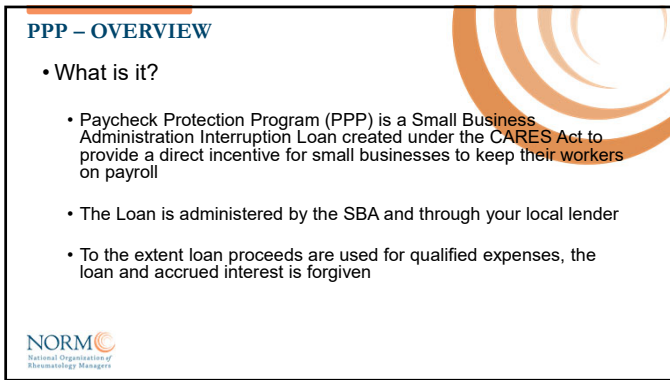 PPP – OVERVIEW
• What is it?
• Paycheck Protection Program (PPP) is a Small Business
Administration Interruption Loan created under the CARES Act to
provide a direct incentive for small businesses to keep their workers
on payroll
• The Loan is administered by the SBA and through your local lender
• To the extent loan proceeds are used for qualified expenses, the
loan and accrued interest is forgiven
NORM
National Organization of
Rheumatology Managers